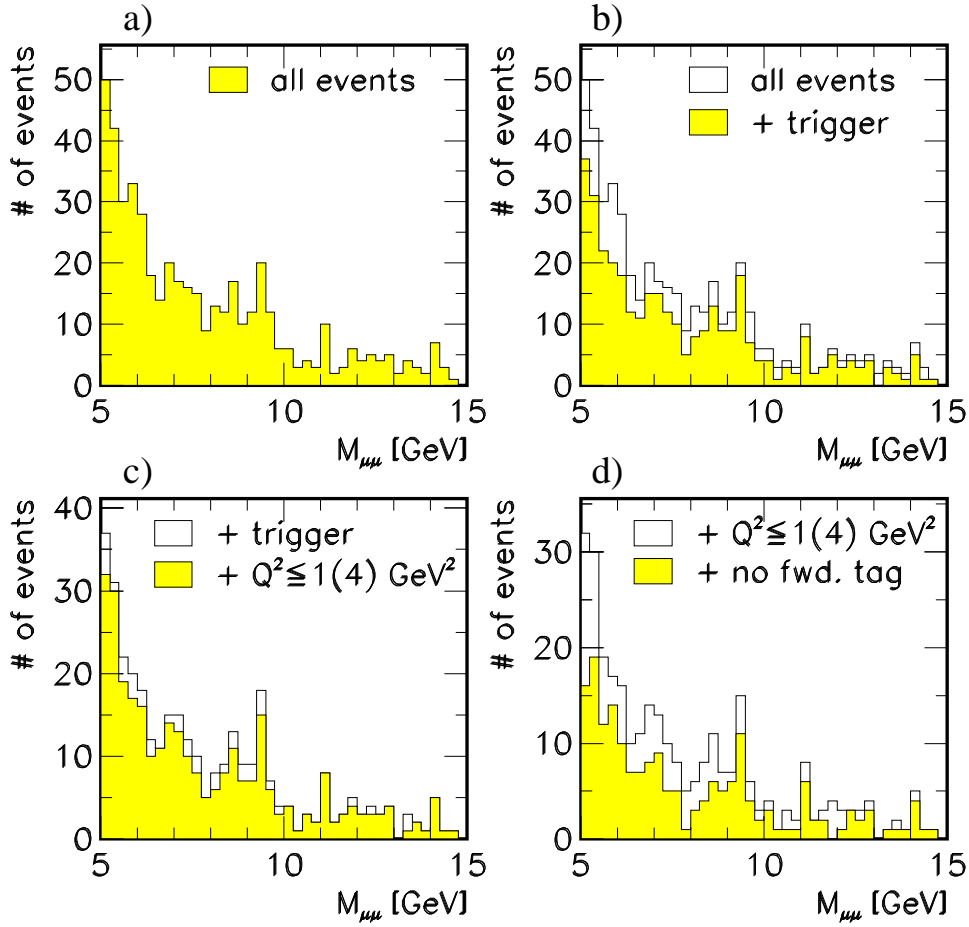 a)
# of events
all events
50
40
30
20
10
0
5 10 15
M_μμ [GeV]
b)
# of events
all events
+ trigger
50
40
30
20
10
0
5 10 15
M_μμ [GeV]
c)
# of events
+ trigger
+ Q² ≦ 1(4) GeV²
40
30
20
10
0
5 10 15
M_μμ [GeV]
d)
# of events
+ Q² ≦ 1(4) GeV²
+ no fwd. tag
30
20
10
0
5 10 15
M_μμ [GeV]